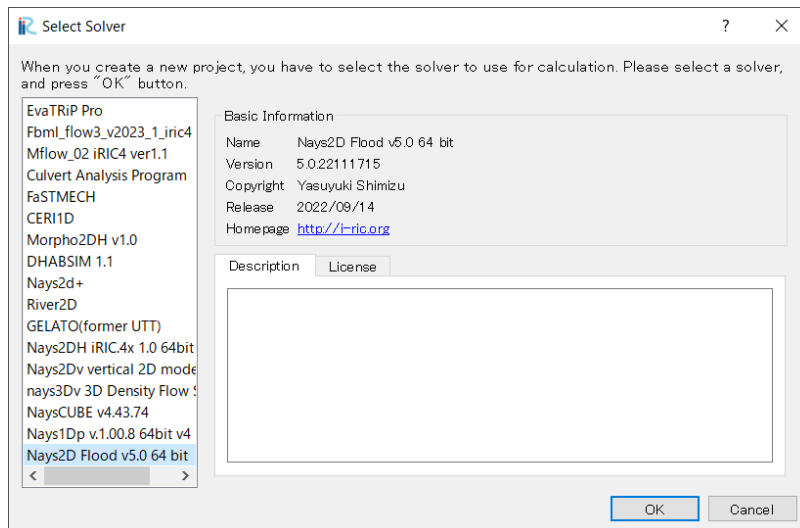 iRC Select Solver
?
When you create a new project, you have to select the solver to use for calculation. Please select a solver,
and press "OK" button.
EvaTRiP Pro
Fbml_flow3_v2023_1_iric4
Mflow_02 iRIC4 ver1.1
Culvert Analysis Program
FaSTMECH
CERI1D
Morpho2DH v1.0
DHABSIM 1.1
Nays2d+
River2D
GELATO(former UTT)
Nays2DH iRIC.4x 1.0 64bit
Nays2Dv vertical 2D mode
nays3Dv 3D Density Flow
NaysCUBE v4.43.74
Nays1Dp v.1.00.8 64bit v4
Nays2D Flood v5.0 64 bit
Basic Information
Name Nays2D Flood v5.0 64 bit
Version 5.0.22111715
Copyright Yasuyuki Shimizu
Release 2022/09/14
Homepage http://i-ric.org
Description License
OK Cancel